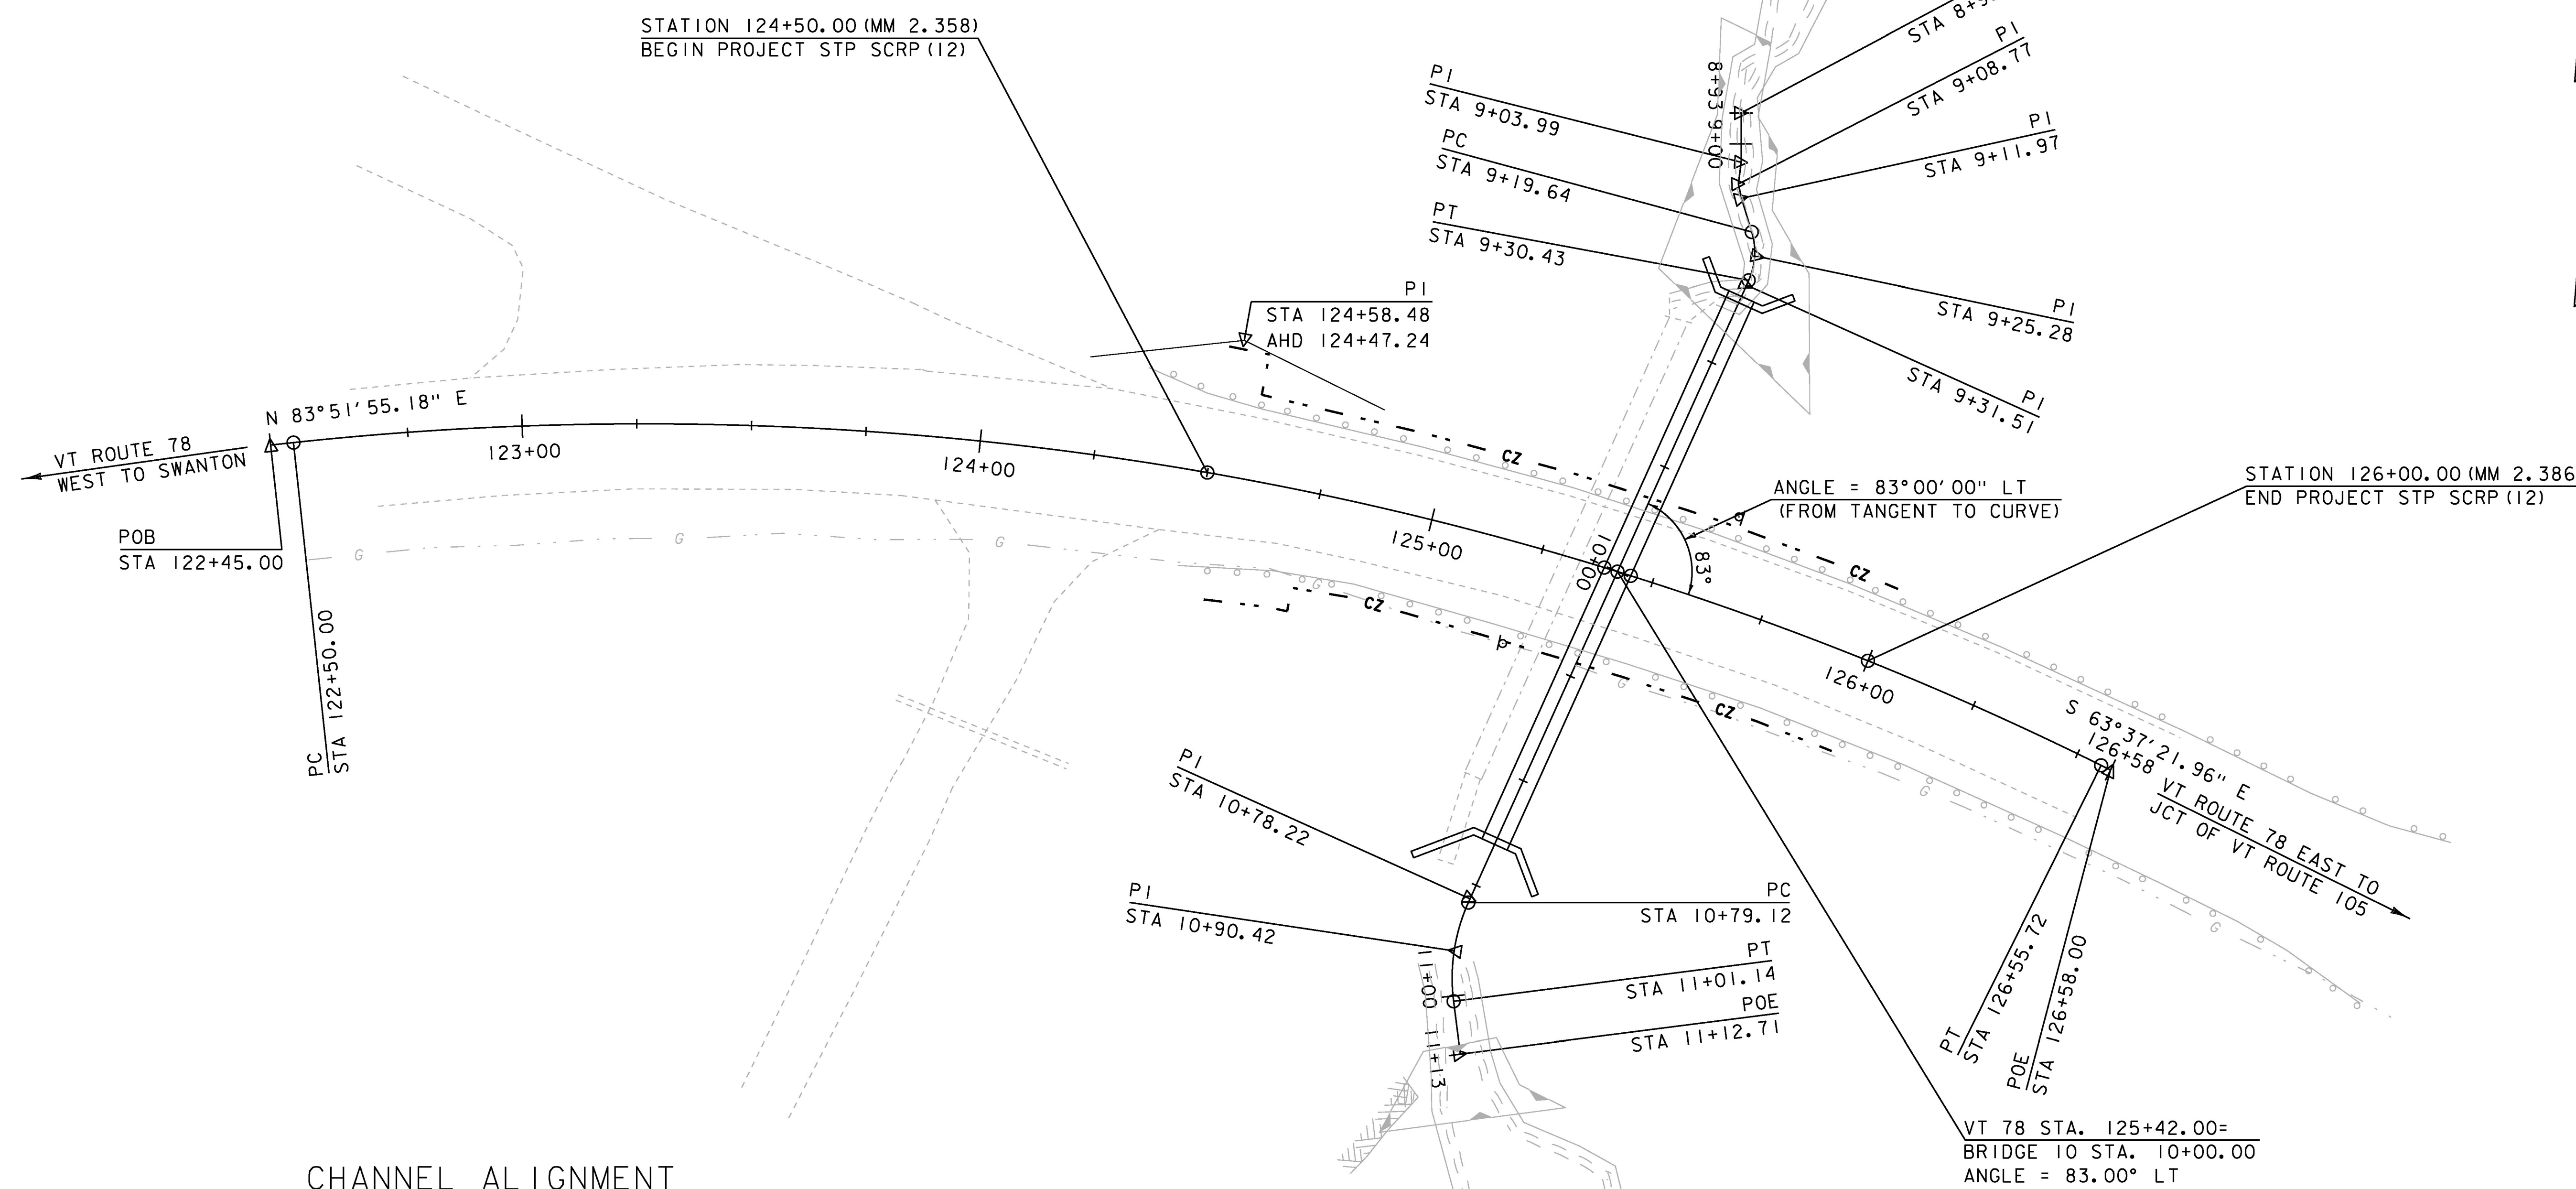 STATION 124+50.00 (MM 2.358)
BEGIN PROJECT STP SCRP(12)
STA 8+9
PI
STA 9+08.77
PI
STA 9+03.99
PI
STA 9+11.97
PC
STA 9+19.64
PT
STA 9+30.43
8+93
9+00
PI
STA 124+58.48
AHD 124+47.24
PI
STA 9+25.28
PI
STA 9+31.51
N 83°51'55.18" E
VT ROUTE 78
WEST TO SWANTON
123+00
124+00
125+00
126+00
126+58
CZ
CZ
CZ
CZ
G
G
G
G
G
G
G
POB
STA 122+45.00
PC
STA 122+50.00
10+00
83°
ANGLE = 83°00'00" LT
(FROM TANGENT TO CURVE)
STATION 126+00.00 (MM 2.386
END PROJECT STP SCRP(12)
S 63°37'21.96" E
VT ROUTE 78 EAST TO
JCT OF VT ROUTE 105
PI
STA 10+78.22
PI
STA 10+90.42
PC
STA 10+79.12
PT
STA 11+01.14
POE
STA 11+12.71
11+00
11+13
PT
STA 126+55.72
POE
STA 126+58.00
VT 78 STA. 125+42.00=
BRIDGE 10 STA. 10+00.00
ANGLE = 83.00° LT
CHANNEL ALIGNMENT